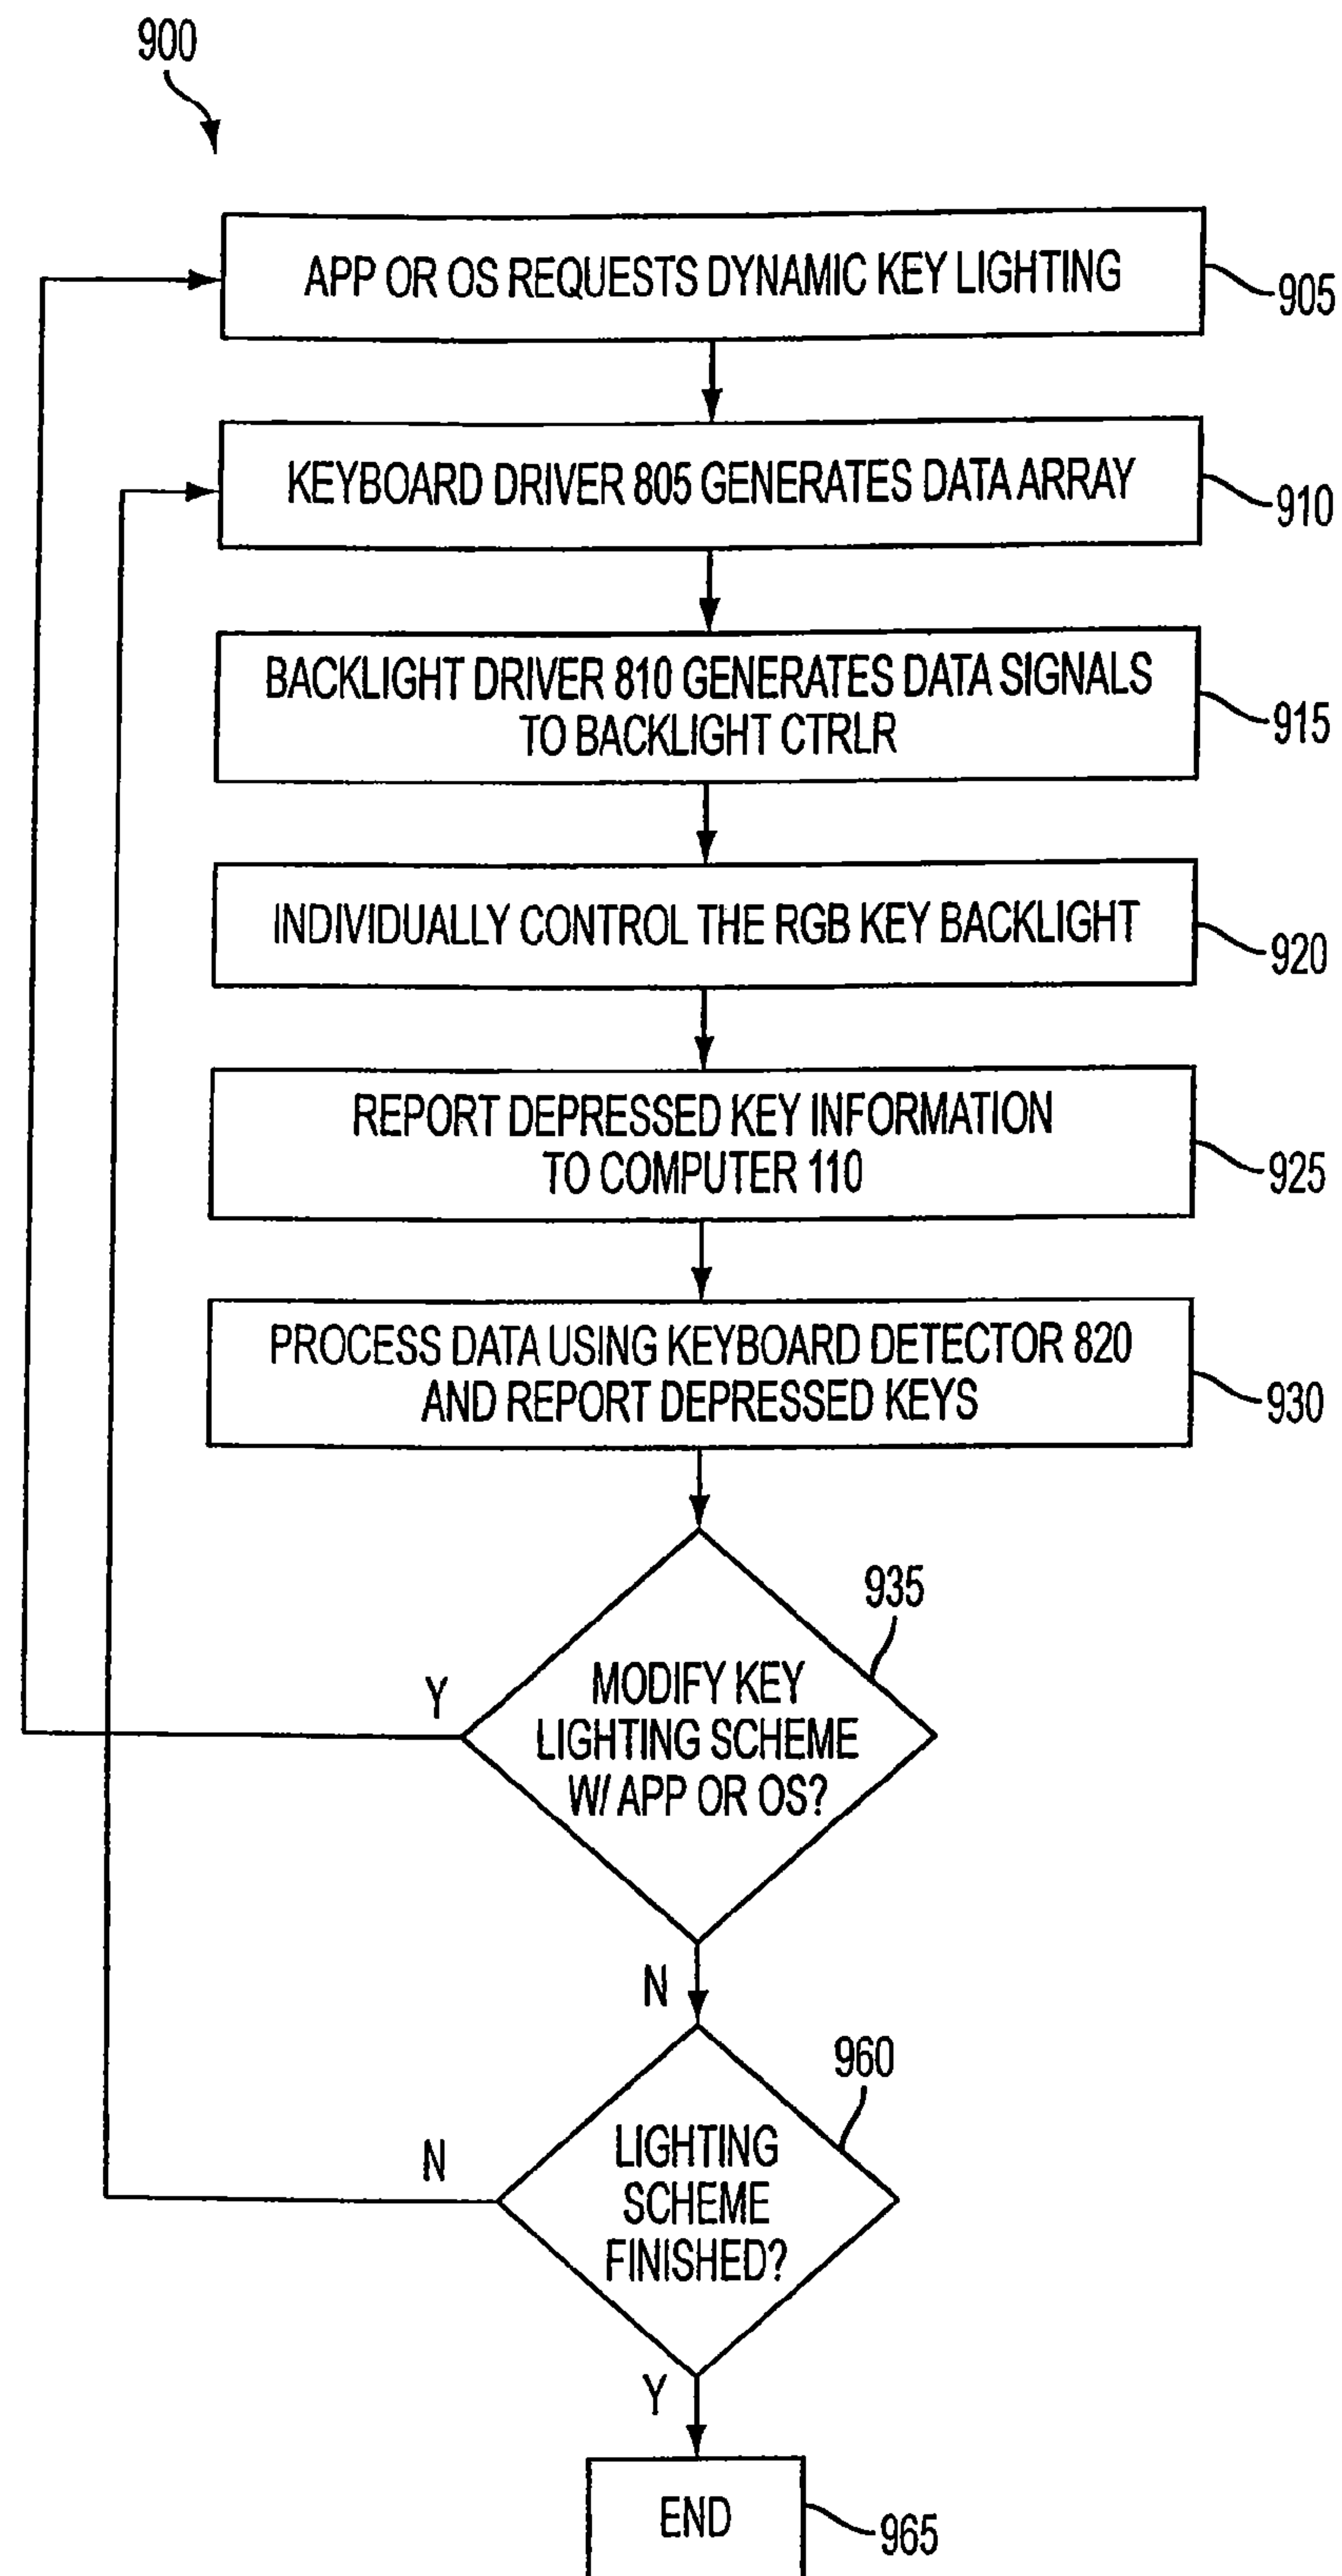 900
APP OR OS REQUESTS DYNAMIC KEY LIGHTING
905
KEYBOARD DRIVER 805 GENERATES DATA ARRAY
910
BACKLIGHT DRIVER 810 GENERATES DATA SIGNALS
TO BACKLIGHT CTRLR
915
INDIVIDUALLY CONTROL THE RGB KEY BACKLIGHT
920
REPORT DEPRESSED KEY INFORMATION
TO COMPUTER 110
925
PROCESS DATA USING KEYBOARD DETECTOR 820
AND REPORT DEPRESSED KEYS
930
935
Y
MODIFY KEY
LIGHTING SCHEME
W/ APP OR OS?
N
960
N
LIGHTING
SCHEME
FINISHED?
Y
END
965